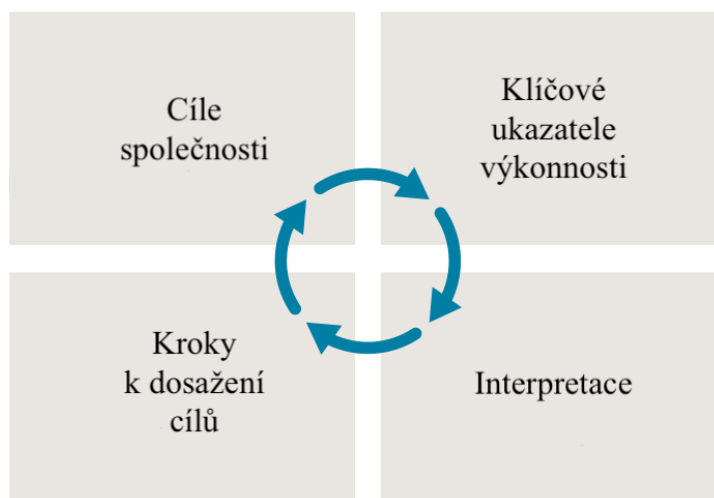 Cíle
společnosti
Klíčové
ukazatele
výkonnosti
Kroky
k dosažení
cílů
Interpretace